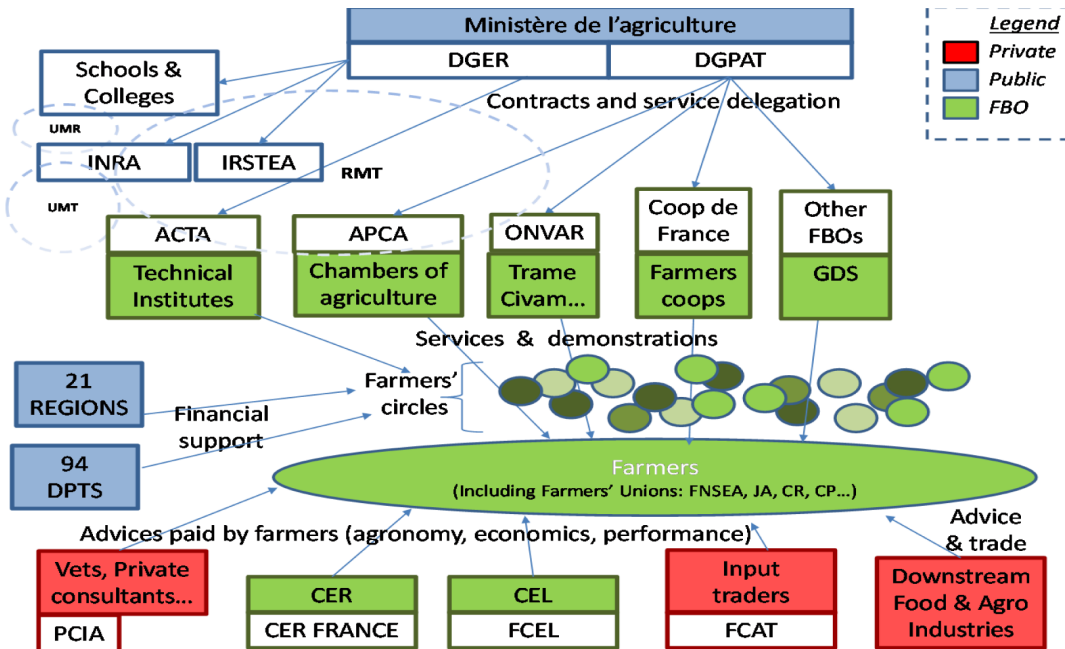 Ministère de l'agriculture
DGER
DGPAT
Legend
Private
Public
FBO
Schools &
Colleges
Contracts and service delegation
UMR
INRA
IRSTEA
RMT
UMT
ACTA
Technical
Institutes
APCA
Chambers of
agriculture
ONVAR
Trame
Civam...
Coop de
France
Farmers
coops
Other
FBOs
GDS
Services & demonstrations
21
REGIONS
Financial
support
94
DPTS
Farmers'
circles
Farmers
(Including Farmers' Unions: FNSEA, JA, CR, CP...)
Advices paid by farmers (agronomy, economics, performance)
Advice
& trade
Vets, Private
consultants...
PCIA
CER
CER FRANCE
CEL
FCEL
Input
traders
FCAT
Downstream
Food & Agro
Industries